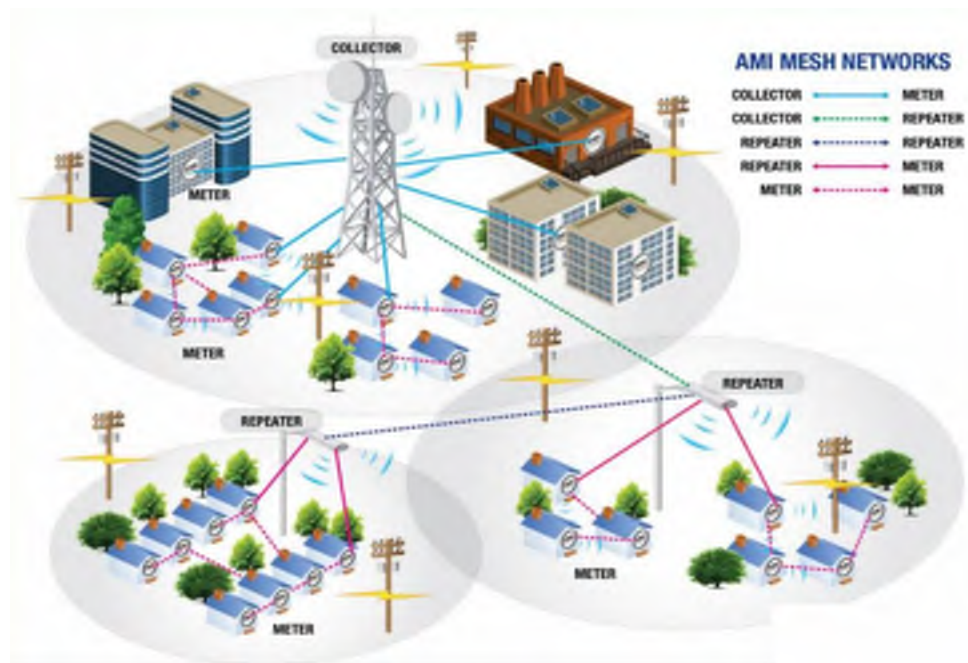 COLLECTOR
AMI MESH NETWORKS
COLLECTOR METER
COLLECTOR REPEATER
REPEATER REPEATER
REPEATER METER
METER METER
METER
METER
REPEATER
REPEATER
METER
METER